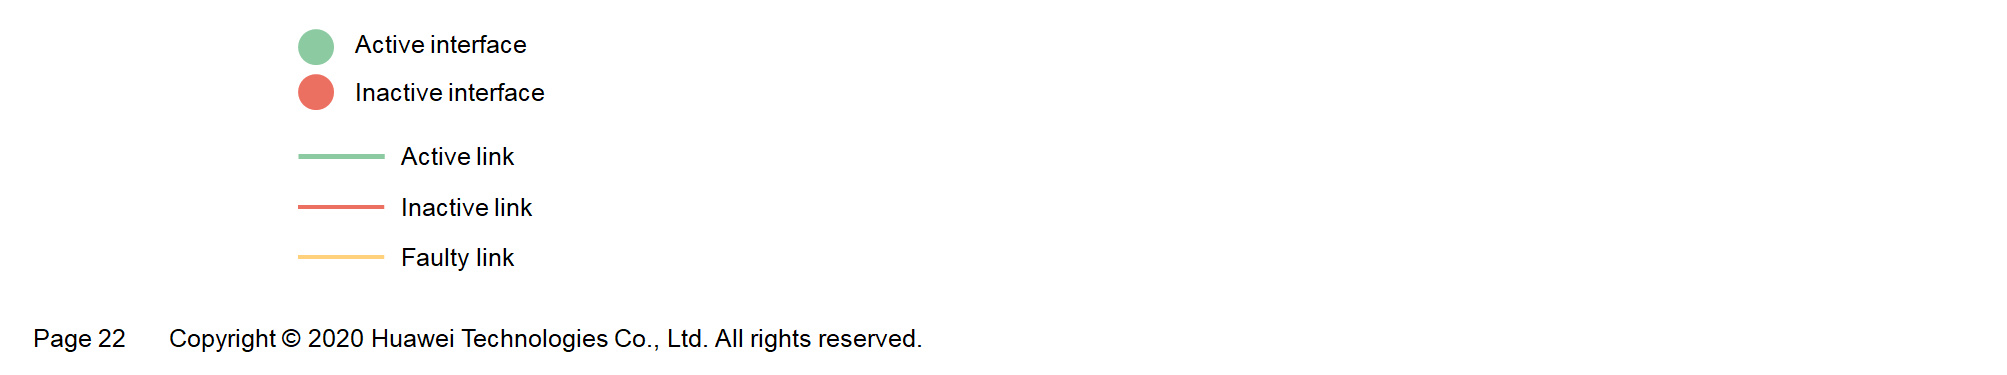 Active interface
Inactive interface
Active link
Inactive link
Faulty link
Page 22 Copyright © 2020 Huawei Technologies Co., Ltd. All rights reserved.